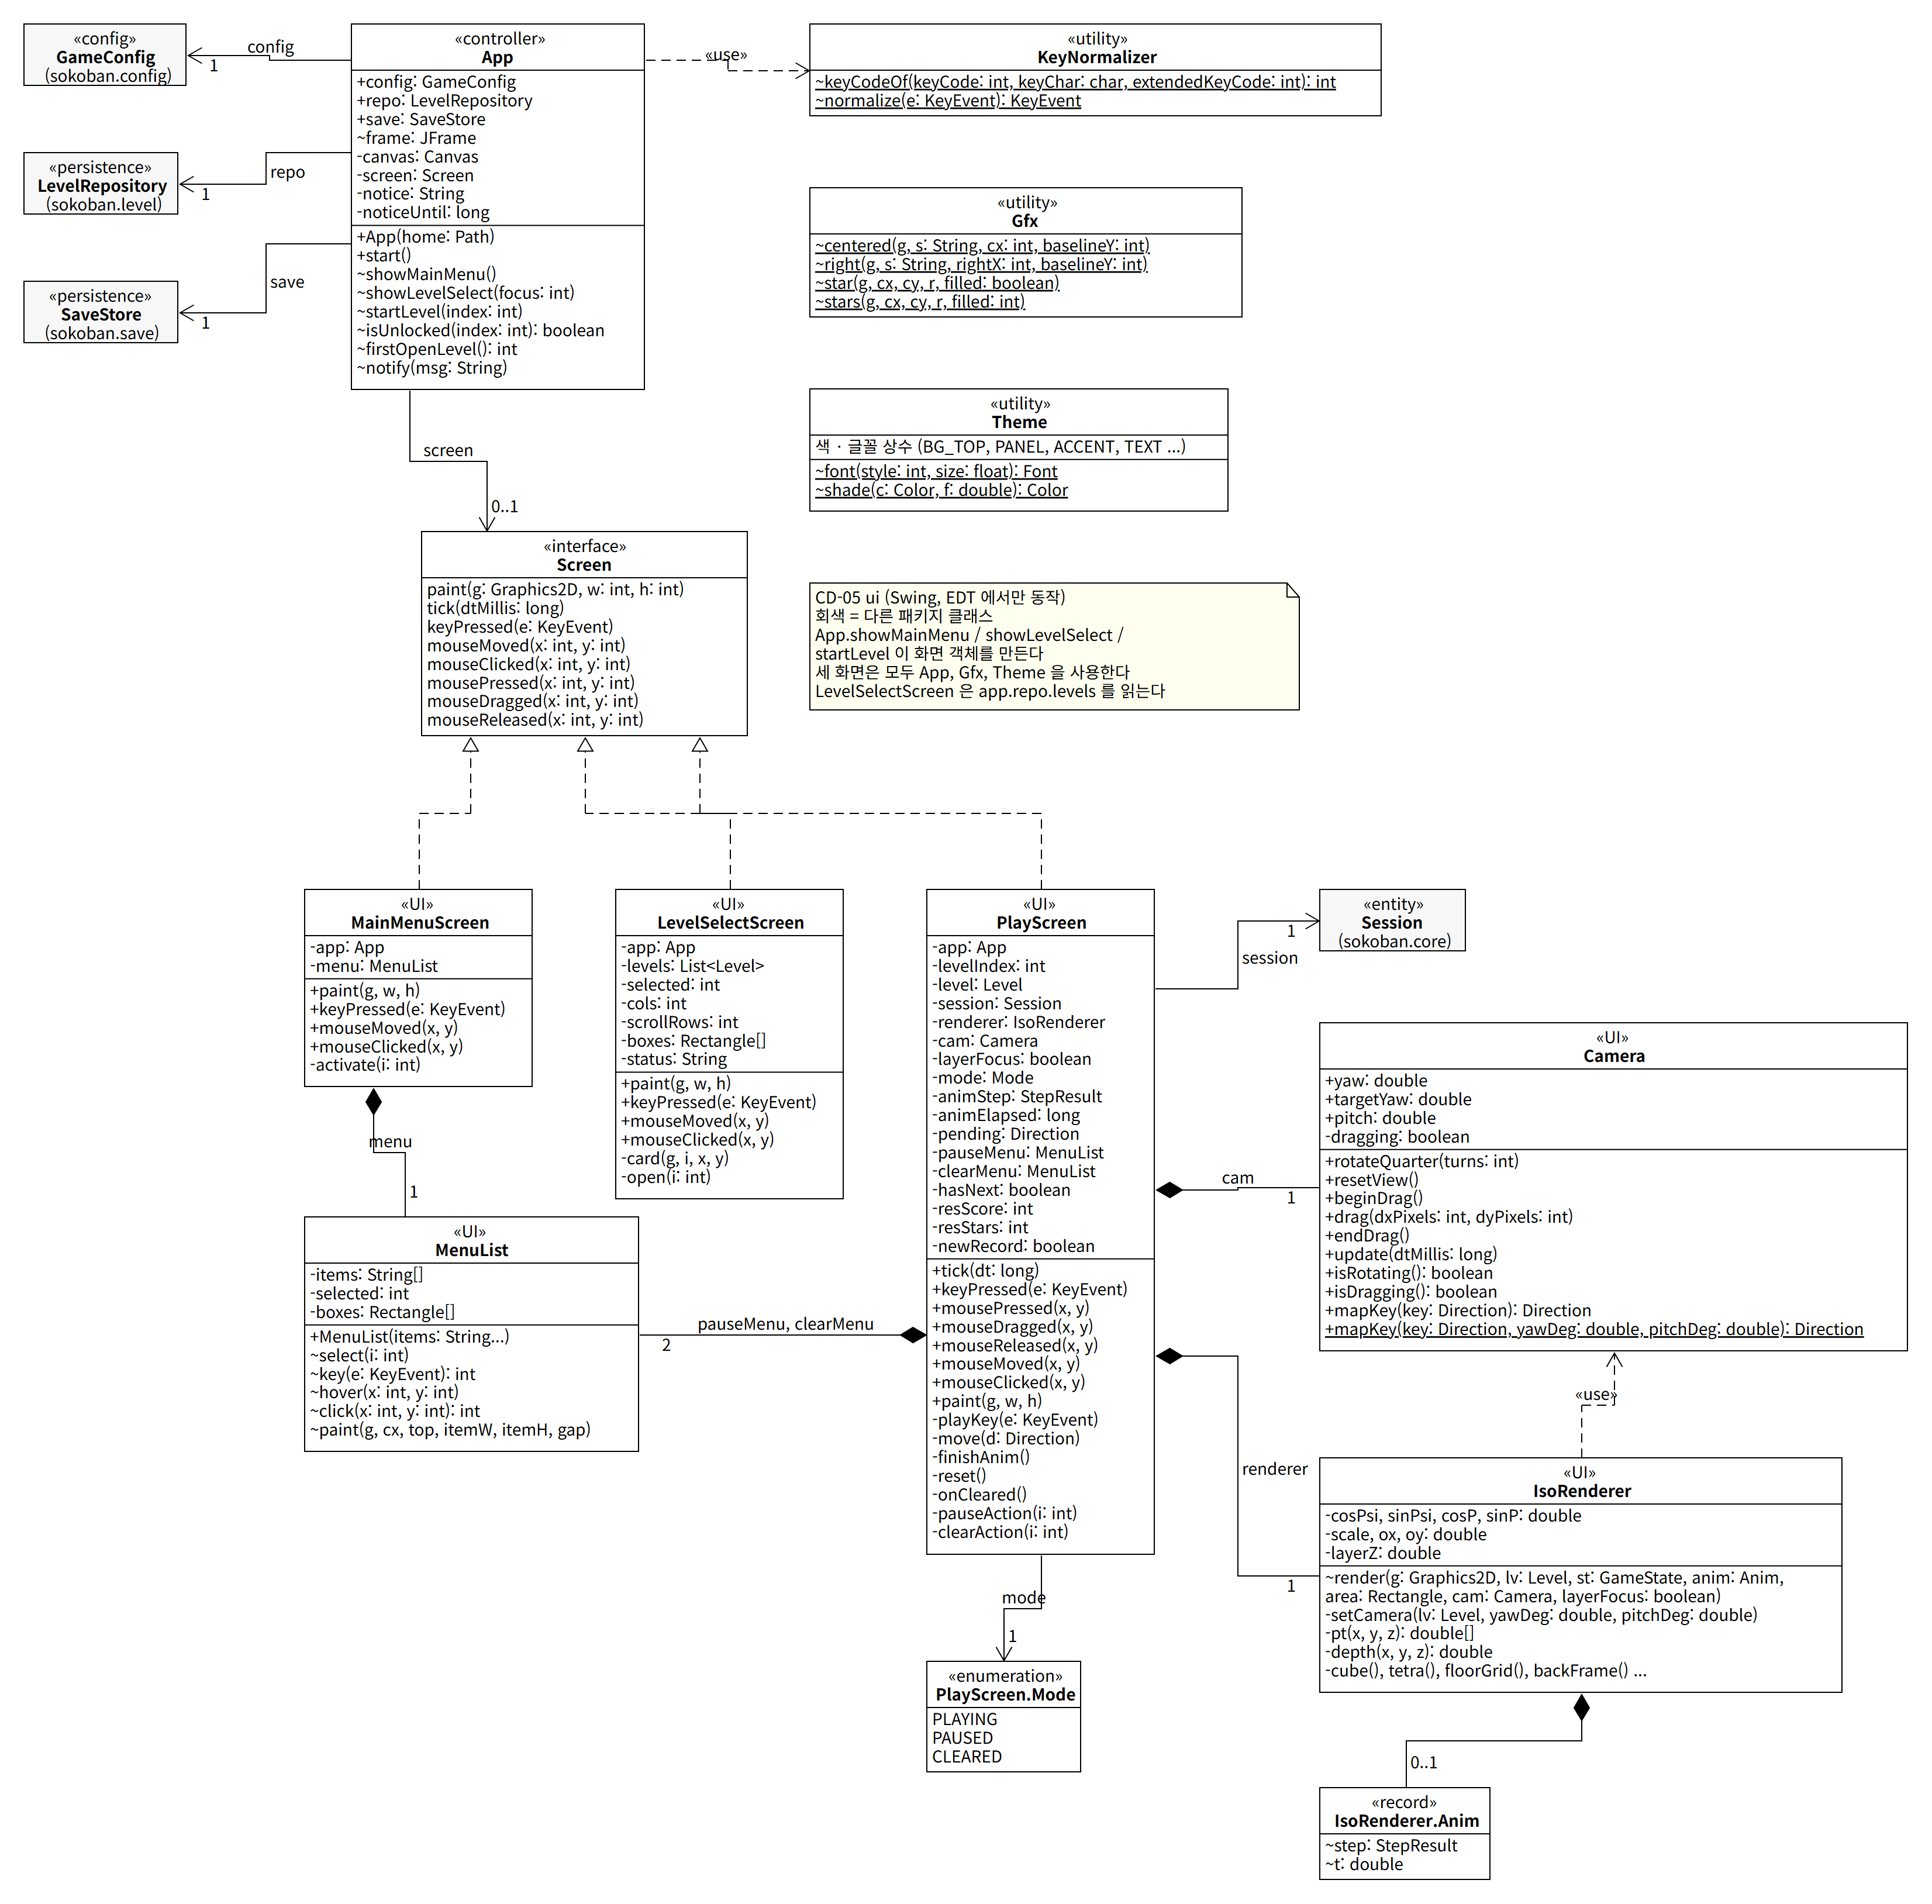 «config»
GameConfig
(sokoban.config)
config
1
«persistence»
LevelRepository
(sokoban.level)
repo
1
«persistence»
SaveStore
(sokoban.save)
save
1
«controller»
App
+config: GameConfig
+repo: LevelRepository
+save: SaveStore
~frame: JFrame
-canvas: Canvas
-screen: Screen
-notice: String
-noticeUntil: long
+App(home: Path)
+start()
~showMainMenu()
~showLevelSelect(focus: int)
~startLevel(index: int)
~isUnlocked(index: int): boolean
~firstOpenLevel(): int
~notify(msg: String)
«use»
«utility»
KeyNormalizer
~keyCodeOf(keyCode: int, keyChar: char, extendedKeyCode: int): int
~normalize(e: KeyEvent): KeyEvent
«utility»
Gfx
~centered(g, s: String, cx: int, baselineY: int)
~right(g, s: String, rightX: int, baselineY: int)
~star(g, cx, cy, r, filled: boolean)
~stars(g, cx, cy, r, filled: int)
«utility»
Theme
색 · 글꼴 상수 (BG_TOP, PANEL, ACCENT, TEXT ...)
~font(style: int, size: float): Font
~shade(c: Color, f: double): Color
screen
0..1
«interface»
Screen
paint(g: Graphics2D, w: int, h: int)
tick(dtMillis: long)
keyPressed(e: KeyEvent)
mouseMoved(x: int, y: int)
mouseClicked(x: int, y: int)
mousePressed(x: int, y: int)
mouseDragged(x: int, y: int)
mouseReleased(x: int, y: int)
CD-05 ui (Swing, EDT 에서만 동작)
회색 = 다른 패키지 클래스
App.showMainMenu / showLevelSelect /
startLevel 이 화면 객체를 만든다
세 화면은 모두 App, Gfx, Theme 을 사용한다
LevelSelectScreen 은 app.repo.levels 를 읽는다
«UI»
MainMenuScreen
-app: App
-menu: MenuList
+paint(g, w, h)
+keyPressed(e: KeyEvent)
+mouseMoved(x, y)
+mouseClicked(x, y)
-activate(i: int)
menu
1
«UI»
MenuList
-items: String[]
-selected: int
-boxes: Rectangle[]
+MenuList(items: String...)
~select(i: int)
~key(e: KeyEvent): int
~hover(x: int, y: int)
~click(x: int, y: int): int
~paint(g, cx, top, itemW, itemH, gap)
«UI»
LevelSelectScreen
-app: App
-levels: List<Level>
-selected: int
-cols: int
-scrollRows: int
-boxes: Rectangle[]
-status: String
+paint(g, w, h)
+keyPressed(e: KeyEvent)
+mouseMoved(x, y)
+mouseClicked(x, y)
-card(g, i, x, y)
-open(i: int)
pauseMenu, clearMenu
2
«UI»
PlayScreen
-app: App
-levelIndex: int
-level: Level
-session: Session
-renderer: IsoRenderer
-cam: Camera
-layerFocus: boolean
-mode: Mode
-animStep: StepResult
-animElapsed: long
-pending: Direction
-pauseMenu: MenuList
-clearMenu: MenuList
-hasNext: boolean
-resScore: int
-resStars: int
-newRecord: boolean
+tick(dt: long)
+keyPressed(e: KeyEvent)
+mousePressed(x, y)
+mouseDragged(x, y)
+mouseReleased(x, y)
+mouseMoved(x, y)
+mouseClicked(x, y)
+paint(g, w, h)
-playKey(e: KeyEvent)
-move(d: Direction)
-finishAnim()
-reset()
-onCleared()
-pauseAction(i: int)
-clearAction(i: int)
mode
1
«enumeration»
PlayScreen.Mode
PLAYING
PAUSED
CLEARED
1
session
«entity»
Session
(sokoban.core)
cam
1
«UI»
Camera
+yaw: double
+targetYaw: double
+pitch: double
-dragging: boolean
+rotateQuarter(turns: int)
+resetView()
+beginDrag()
+drag(dxPixels: int, dyPixels: int)
+endDrag()
+update(dtMillis: long)
+isRotating(): boolean
+isDragging(): boolean
+mapKey(key: Direction): Direction
+mapKey(key: Direction, yawDeg: double, pitchDeg: double): Direction
«use»
renderer
1
«UI»
IsoRenderer
-cosPsi, sinPsi, cosP, sinP: double
-scale, ox, oy: double
-layerZ: double
~render(g: Graphics2D, lv: Level, st: GameState, anim: Anim,
area: Rectangle, cam: Camera, layerFocus: boolean)
-setCamera(lv: Level, yawDeg: double, pitchDeg: double)
-pt(x, y, z): double[]
-depth(x, y, z): double
-cube(), tetra(), floorGrid(), backFrame() ...
0..1
«record»
IsoRenderer.Anim
~step: StepResult
~t: double